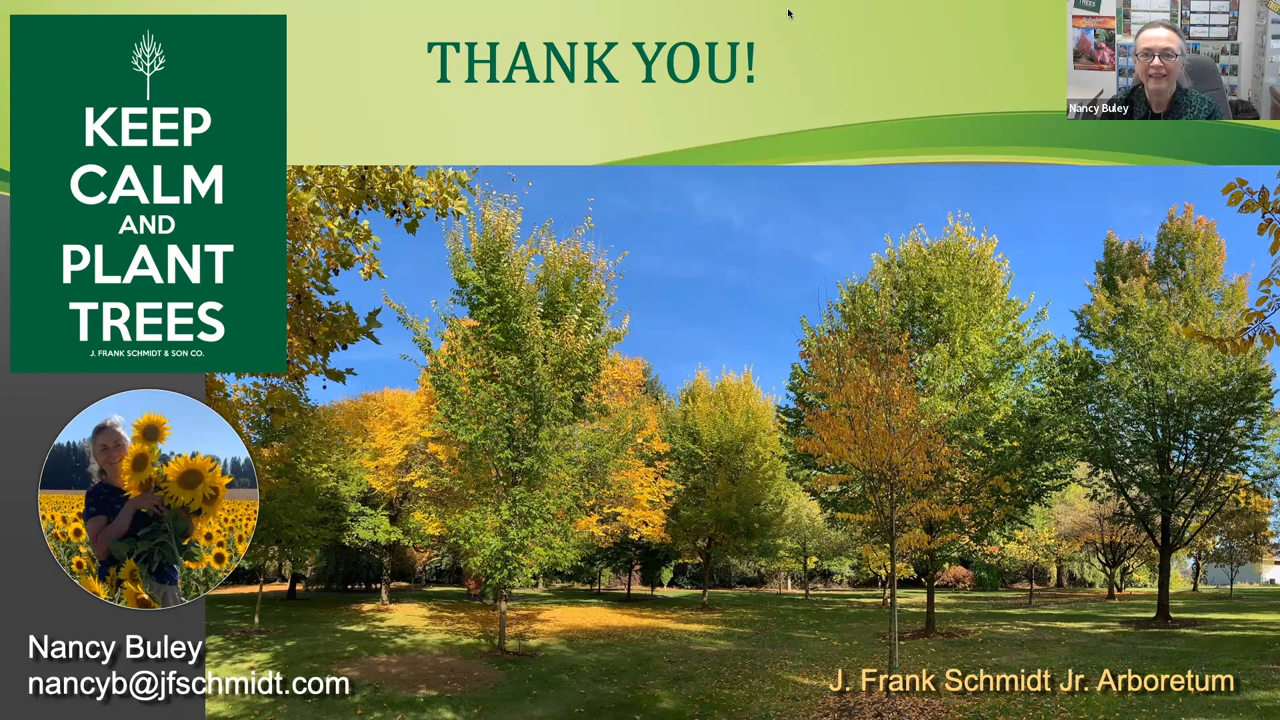 THANK YOU!
KEEP
CALM
AND
PLANT
TREES
J. FRANK SCHMIDT & SON CO.
TREES
Nancy Buley
Nancy Buley
nancyb@jfschmidt.com
J. Frank Schmidt Jr. Arboretum